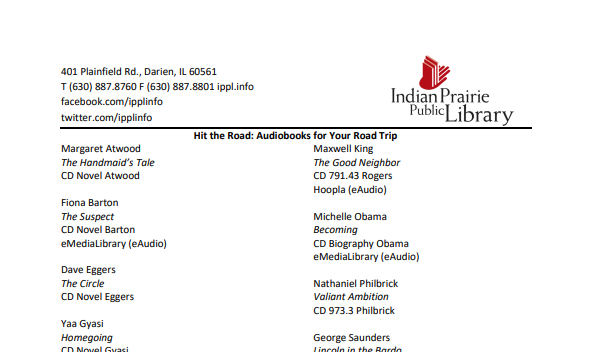 401 Plainfield Rd., Darien, IL 60561
T (630) 887.8760 F (630) 887.8801 ippl.info
facebook.com/ipplinfo
twitter.com/ipplinfo
Indian Prairie
Public Library
Hit the Road: Audiobooks for Your Road Trip
Margaret Atwood
The Handmaid's Tale
CD Novel Atwood
Fiona Barton
The Suspect
CD Novel Barton
eMediaLibrary (eAudio)
Dave Eggers
The Circle
CD Novel Eggers
Yaa Gyasi
Homegoing
CD Novel Gyasi
Maxwell King
The Good Neighbor
CD 791.43 Rogers
Hoopla (eAudio)
Michelle Obama
Becoming
CD Biography Obama
eMediaLibrary (eAudio)
Nathaniel Philbrick
Valiant Ambition
CD 973.3 Philbrick
George Saunders
Lincoln in the Bardo